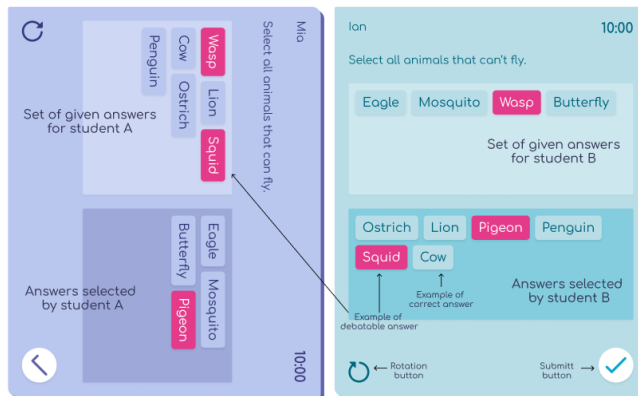 Mia
10:00
Select all animals that can fly.
Wasp Lion Squid
Cow Ostrich
Penguin
Set of given answers
for student A
Eagle Mosquito
Butterfly Pigeon
Answers selected
by student A
Ian
10:00
Select all animals that can't fly.
Eagle Mosquito Wasp Butterfly
Set of given answers
for student B
Ostrich Lion Pigeon Penguin
Squid Cow
Answers selected
by student B
Example of
correct answer
Example of
debatable answer
Rotation
button
Submitt
button